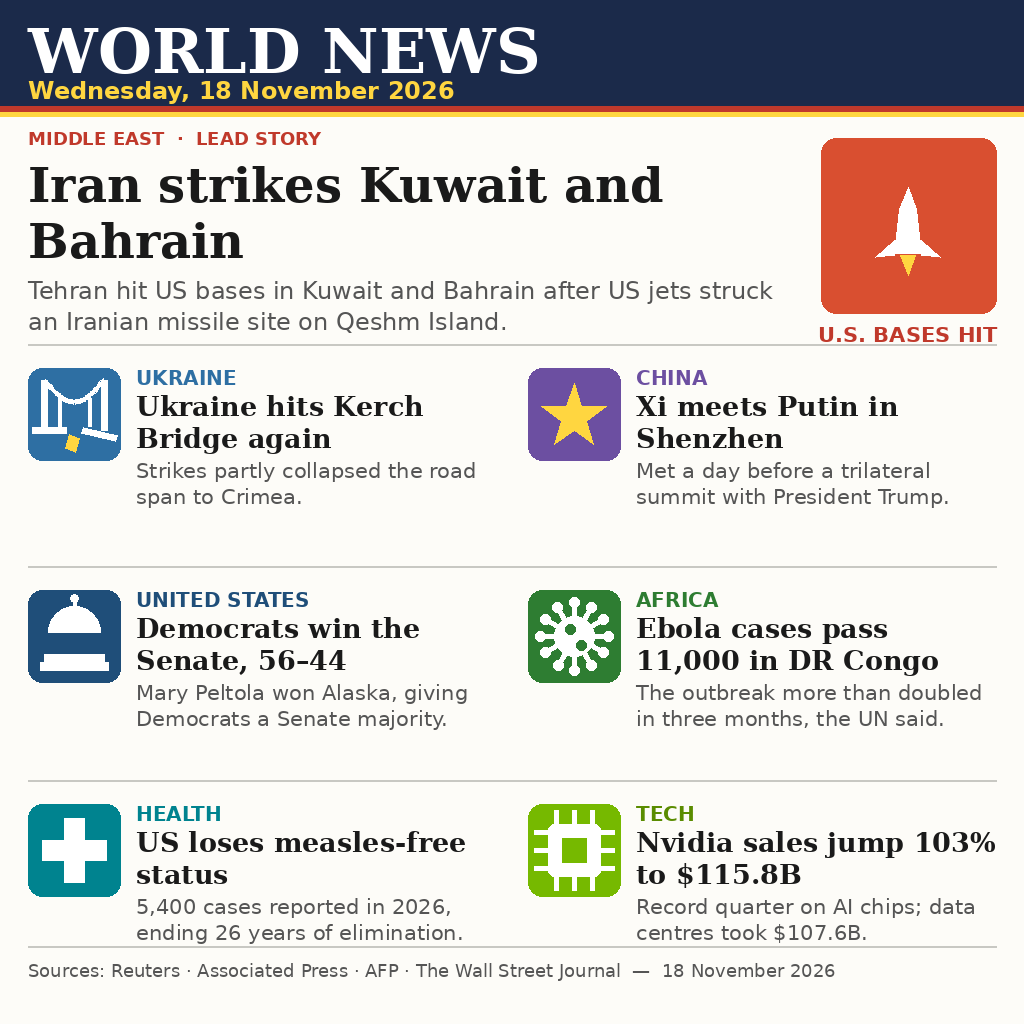 WORLD NEWS
Wednesday, 18 November 2026
MIDDLE EAST · LEAD STORY
Iran strikes Kuwait and
Bahrain
Tehran hit US bases in Kuwait and Bahrain after US jets struck
an Iranian missile site on Qeshm Island.
U.S. BASES HIT
UKRAINE
Ukraine hits Kerch
Bridge again
Strikes partly collapsed the road
span to Crimea.
CHINA
Xi meets Putin in
Shenzhen
Met a day before a trilateral
summit with President Trump.
UNITED STATES
Democrats win the
Senate, 56–44
Mary Peltola won Alaska, giving
Democrats a Senate majority.
AFRICA
Ebola cases pass
11,000 in DR Congo
The outbreak more than doubled
in three months, the UN said.
HEALTH
US loses measles-free
status
5,400 cases reported in 2026,
ending 26 years of elimination.
TECH
Nvidia sales jump 103%
to $115.8B
Record quarter on AI chips; data
centres took $107.6B.
Sources: Reuters · Associated Press · AFP · The Wall Street Journal — 18 November 2026